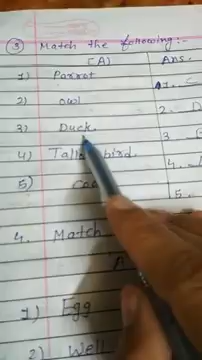 ③ Match the following:-
(A) Ans.
1) Parrot 1.
2) owl 2.
3) Duck. 3
4) bird. 4.
5) 5.
4. Match
A
1) Egg
2) Well